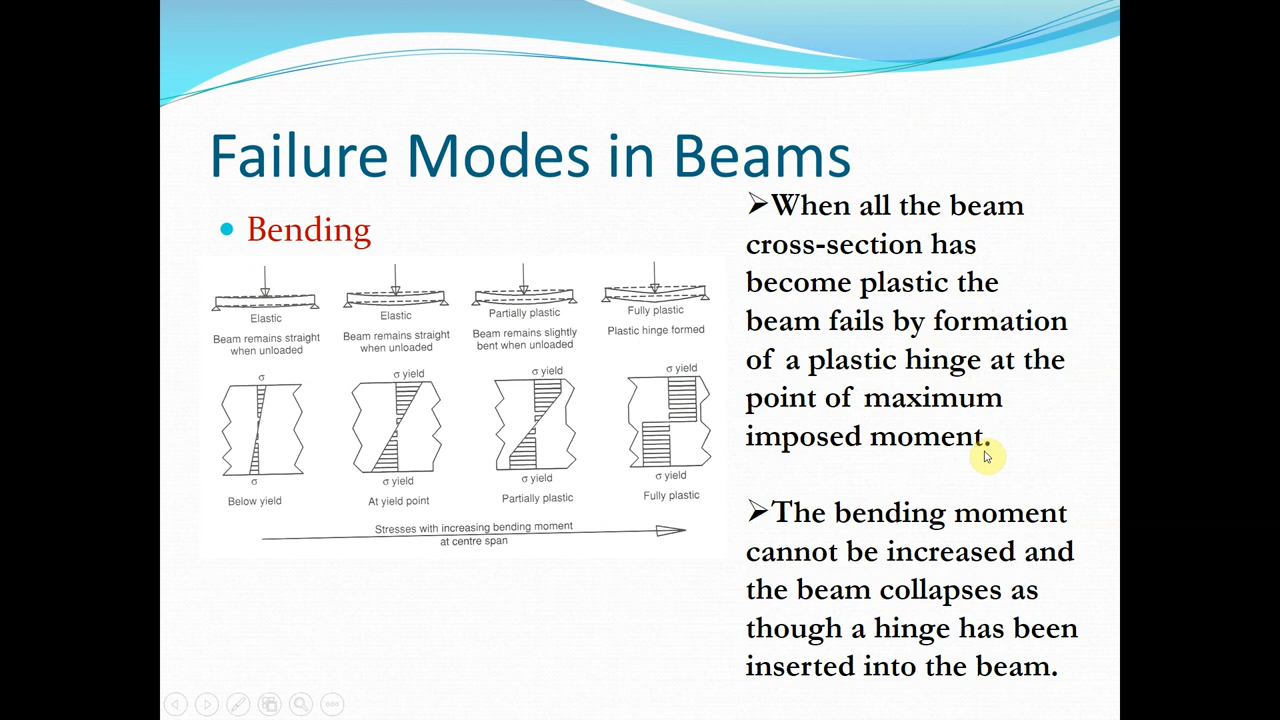 Failure Modes in Beams
• Bending
Elastic
Beam remains straight
when unloaded
Elastic
Beam remains straight
when unloaded
Partially plastic
Beam remains slightly
bent when unloaded
Fully plastic
Plastic hinge formed
σ
σ yield
σ yield
σ yield
σ
σ yield
σ yield
σ yield
Below yield
At yield point
Partially plastic
Fully plastic
Stresses with increasing bending moment
at centre span
➢When all the beam
cross-section has
become plastic the
beam fails by formation
of a plastic hinge at the
point of maximum
imposed moment.
➢The bending moment
cannot be increased and
the beam collapses as
though a hinge has been
inserted into the beam.